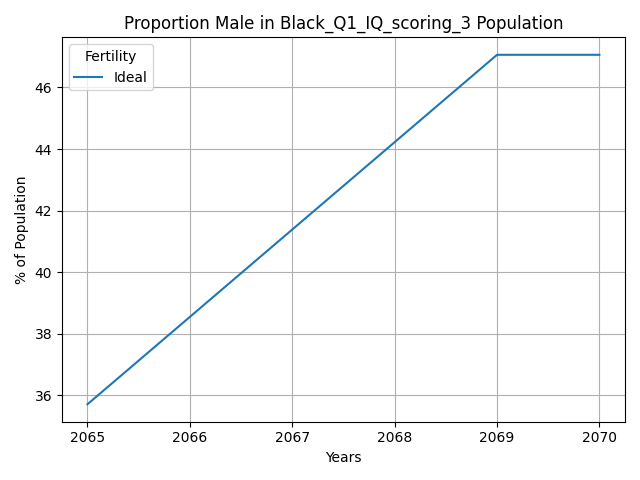 Proportion Male in Black_Q1_IQ_scoring_3 Population
Fertility
Ideal
% of Population
46
44
42
40
38
36
2065 2066 2067 2068 2069 2070
Years